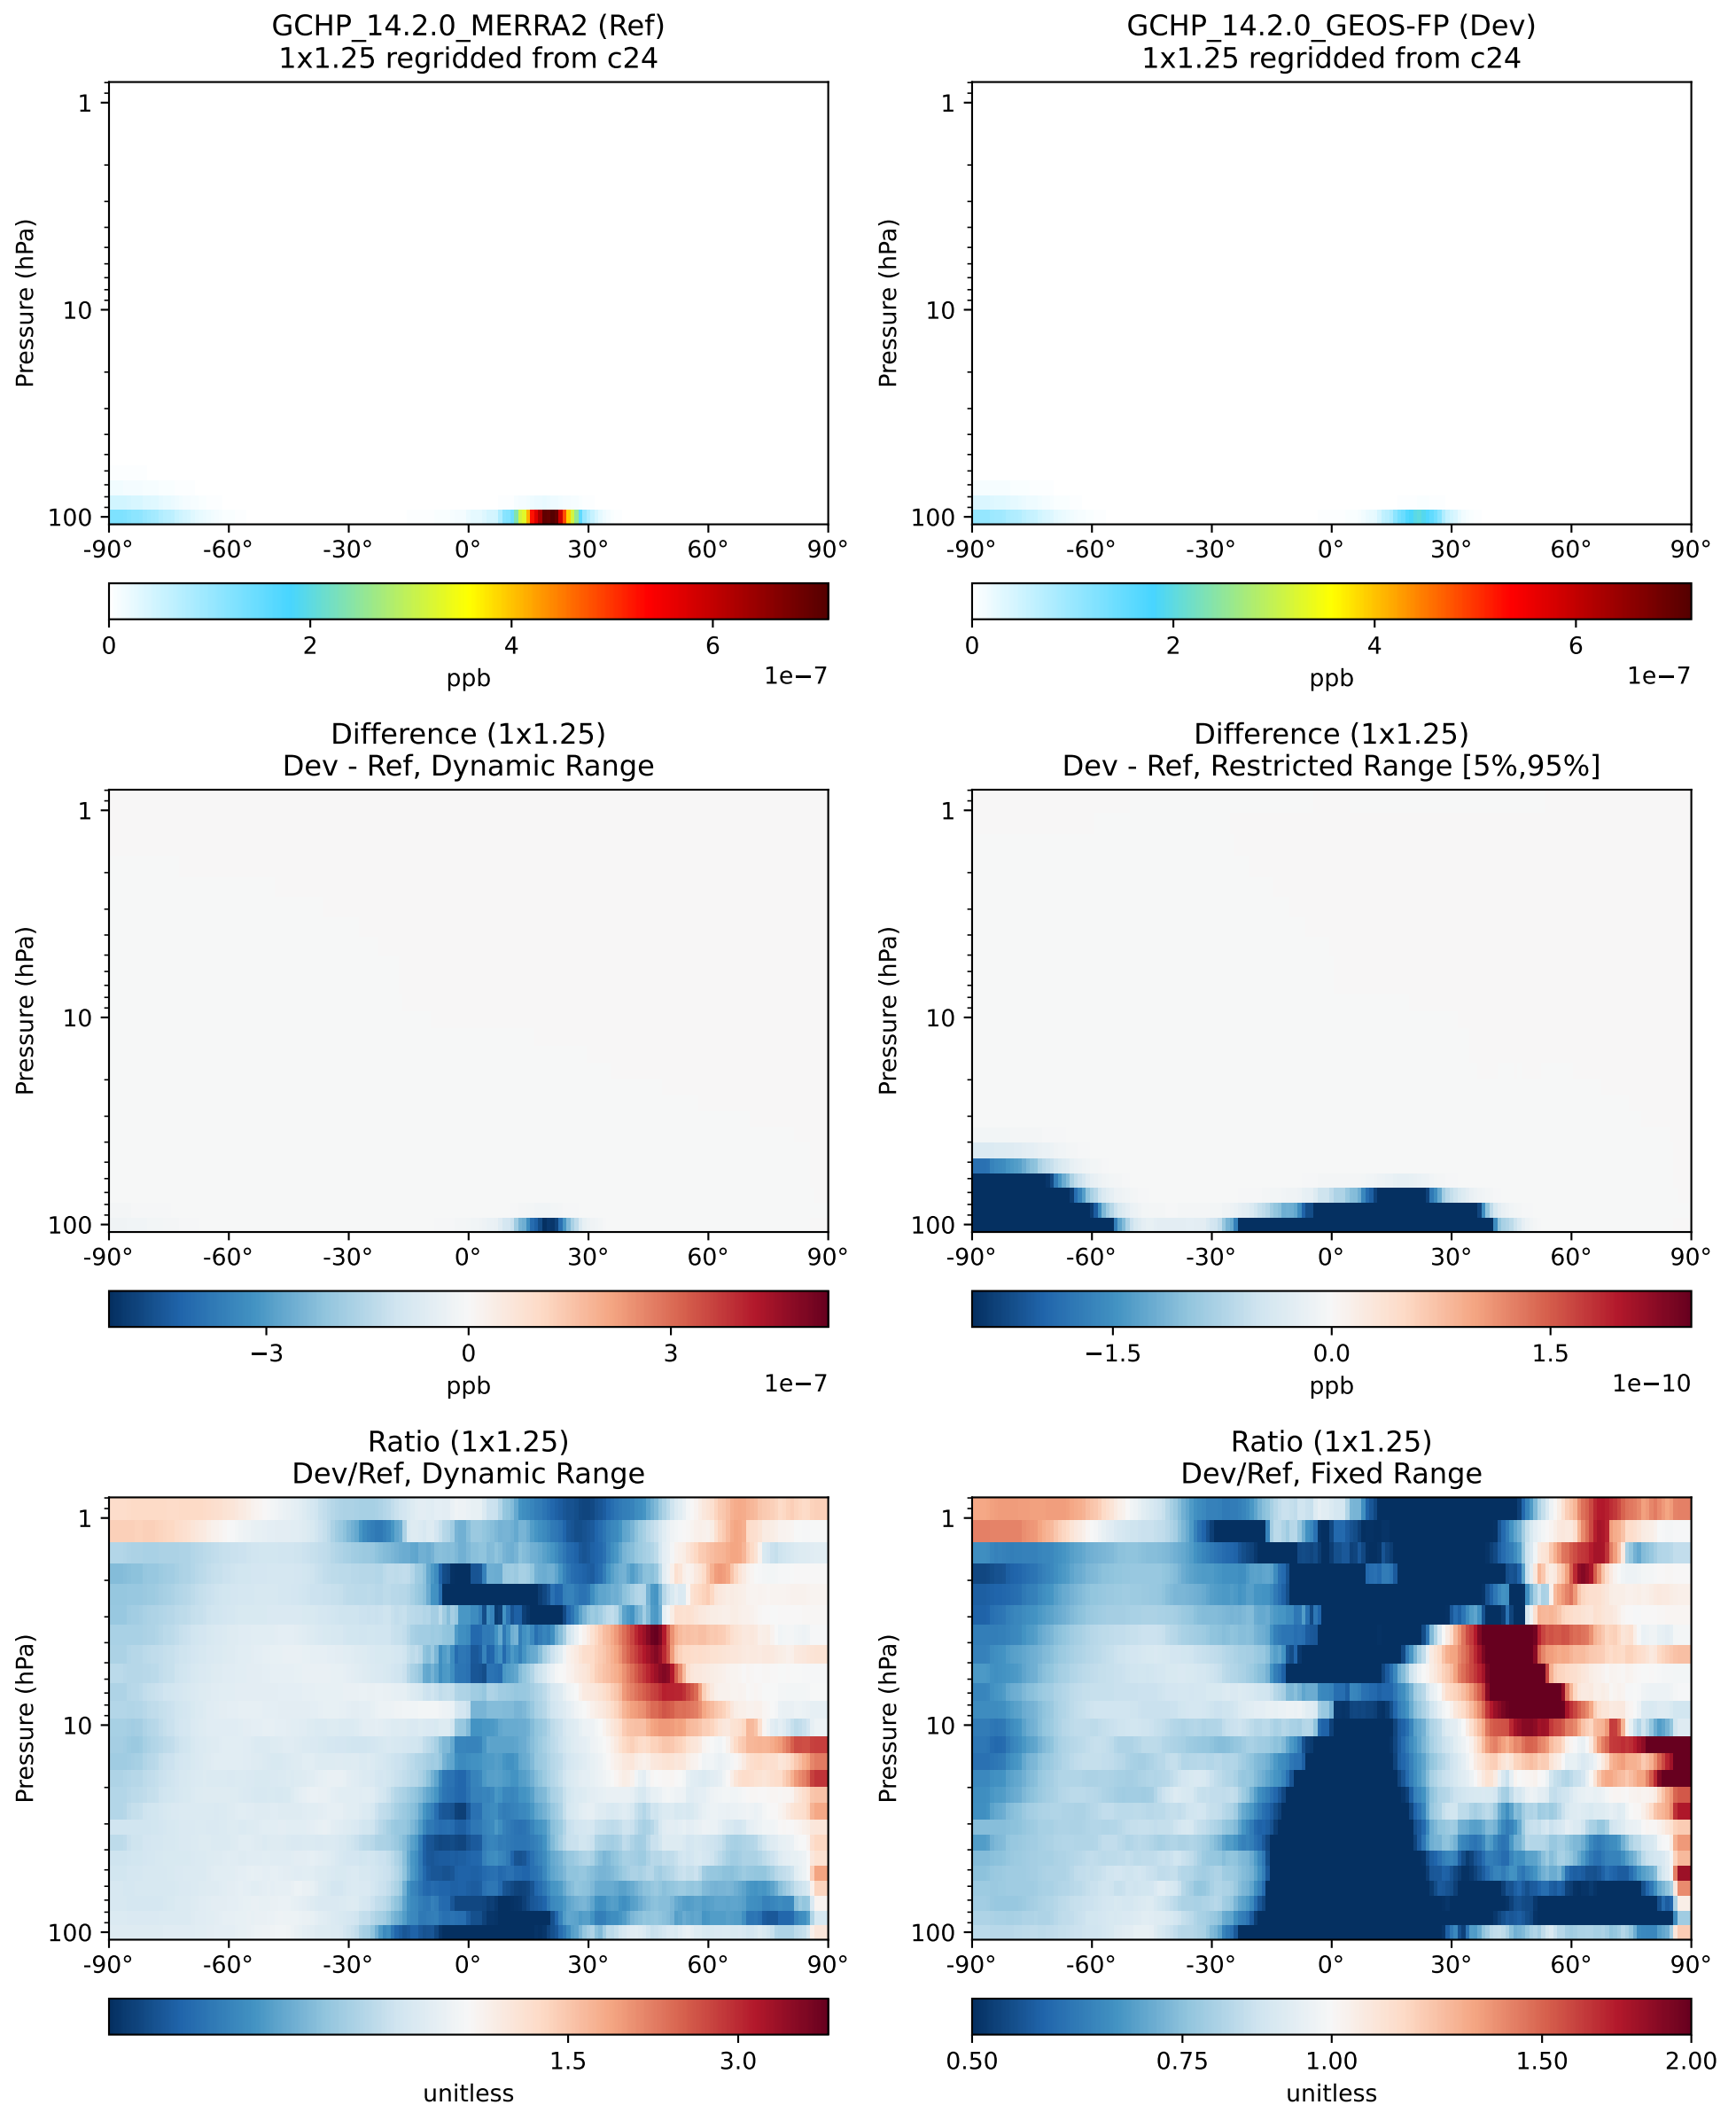 GCHP_14.2.0_MERRA2 (Ref)
1x1.25 regridded from c24
Pressure (hPa)
1
10
100
-90° -60° -30° 0° 30° 60° 90°
0 2 4 6
ppb
1e−7
GCHP_14.2.0_GEOS-FP (Dev)
1x1.25 regridded from c24
Pressure (hPa)
1
10
100
-90° -60° -30° 0° 30° 60° 90°
0 2 4 6
ppb
1e−7
Difference (1x1.25)
Dev - Ref, Dynamic Range
Pressure (hPa)
1
10
100
-90° -60° -30° 0° 30° 60° 90°
−3 0 3
ppb
1e−7
Difference (1x1.25)
Dev - Ref, Restricted Range [5%,95%]
Pressure (hPa)
1
10
100
-90° -60° -30° 0° 30° 60° 90°
−1.5 0.0 1.5
ppb
1e−10
Ratio (1x1.25)
Dev/Ref, Dynamic Range
Pressure (hPa)
1
10
100
-90° -60° -30° 0° 30° 60° 90°
1.5 3.0
unitless
Ratio (1x1.25)
Dev/Ref, Fixed Range
Pressure (hPa)
1
10
100
-90° -60° -30° 0° 30° 60° 90°
0.50 0.75 1.00 1.50 2.00
unitless